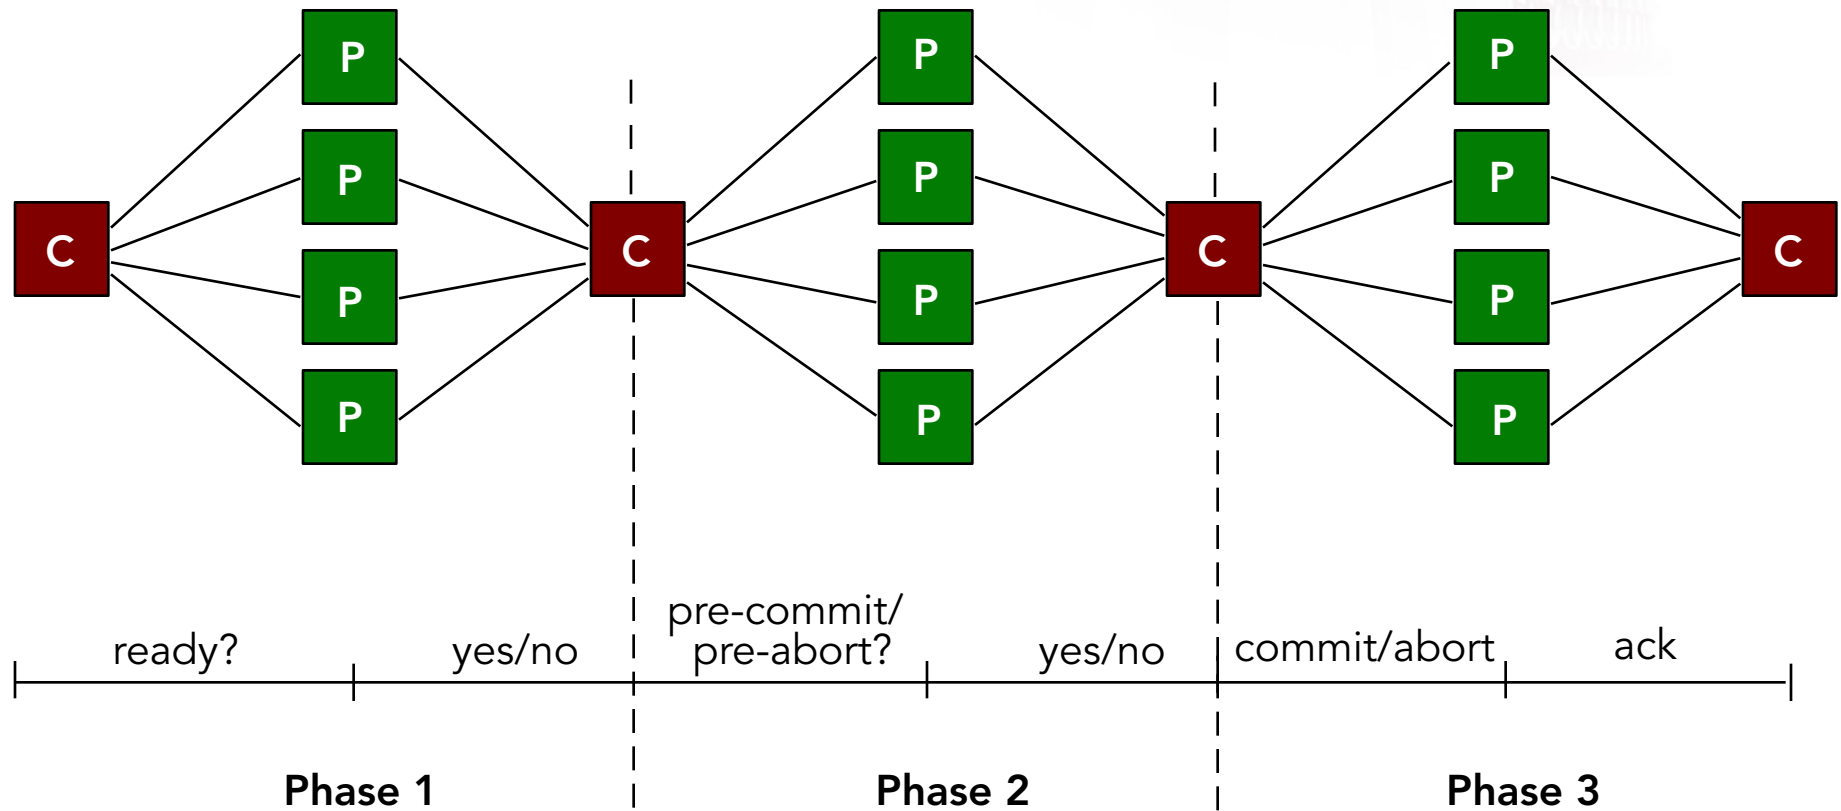 P P P
P P P
C C C C
P P P
P P P
pre-commit/
ready? yes/no pre-abort? yes/no commit/abort ack
Phase 1 Phase 2 Phase 3